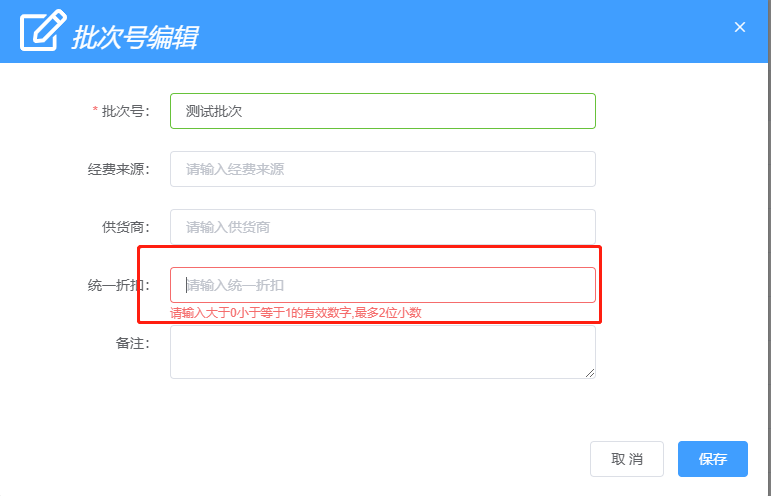 批次号编辑
* 批次号： 测试批次
经费来源： 请输入经费来源
供货商： 请输入供货商
统一折扣： 请输入统一折扣
请输入大于0小于等于1的有效数字,最多2位小数
备注：
取 消 保存